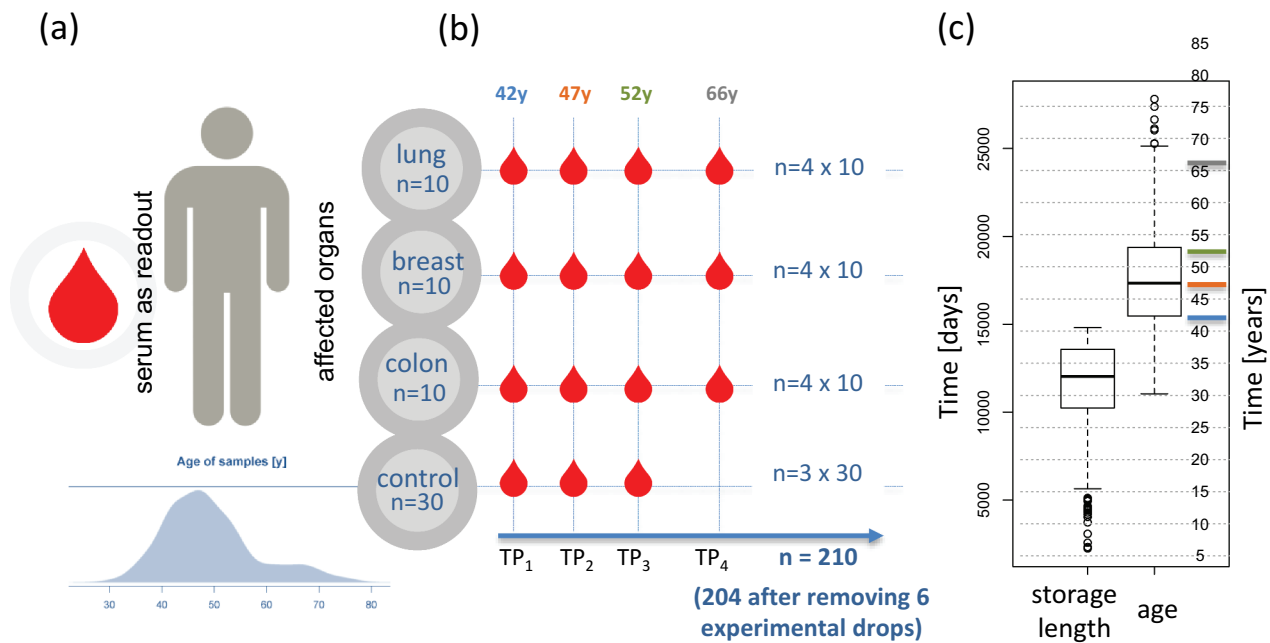 (a)
serum as readout
affected organs
Age of samples [y]
30 40 50 60 70 80
(b)
42y 47y 52y 66y
lung
n=10
n=4 x 10
breast
n=10
n=4 x 10
colon
n=10
n=4 x 10
control
n=30
n=3 x 30
TP1 TP2 TP3 TP4 n = 210
(204 after removing 6
experimental drops)
(c)
Time [days]
25000
20000
15000
10000
5000
85
80
75
70
65
60
55
50
45
40
35
30
25
20
15
10
5
Time [years]
storage
length
age